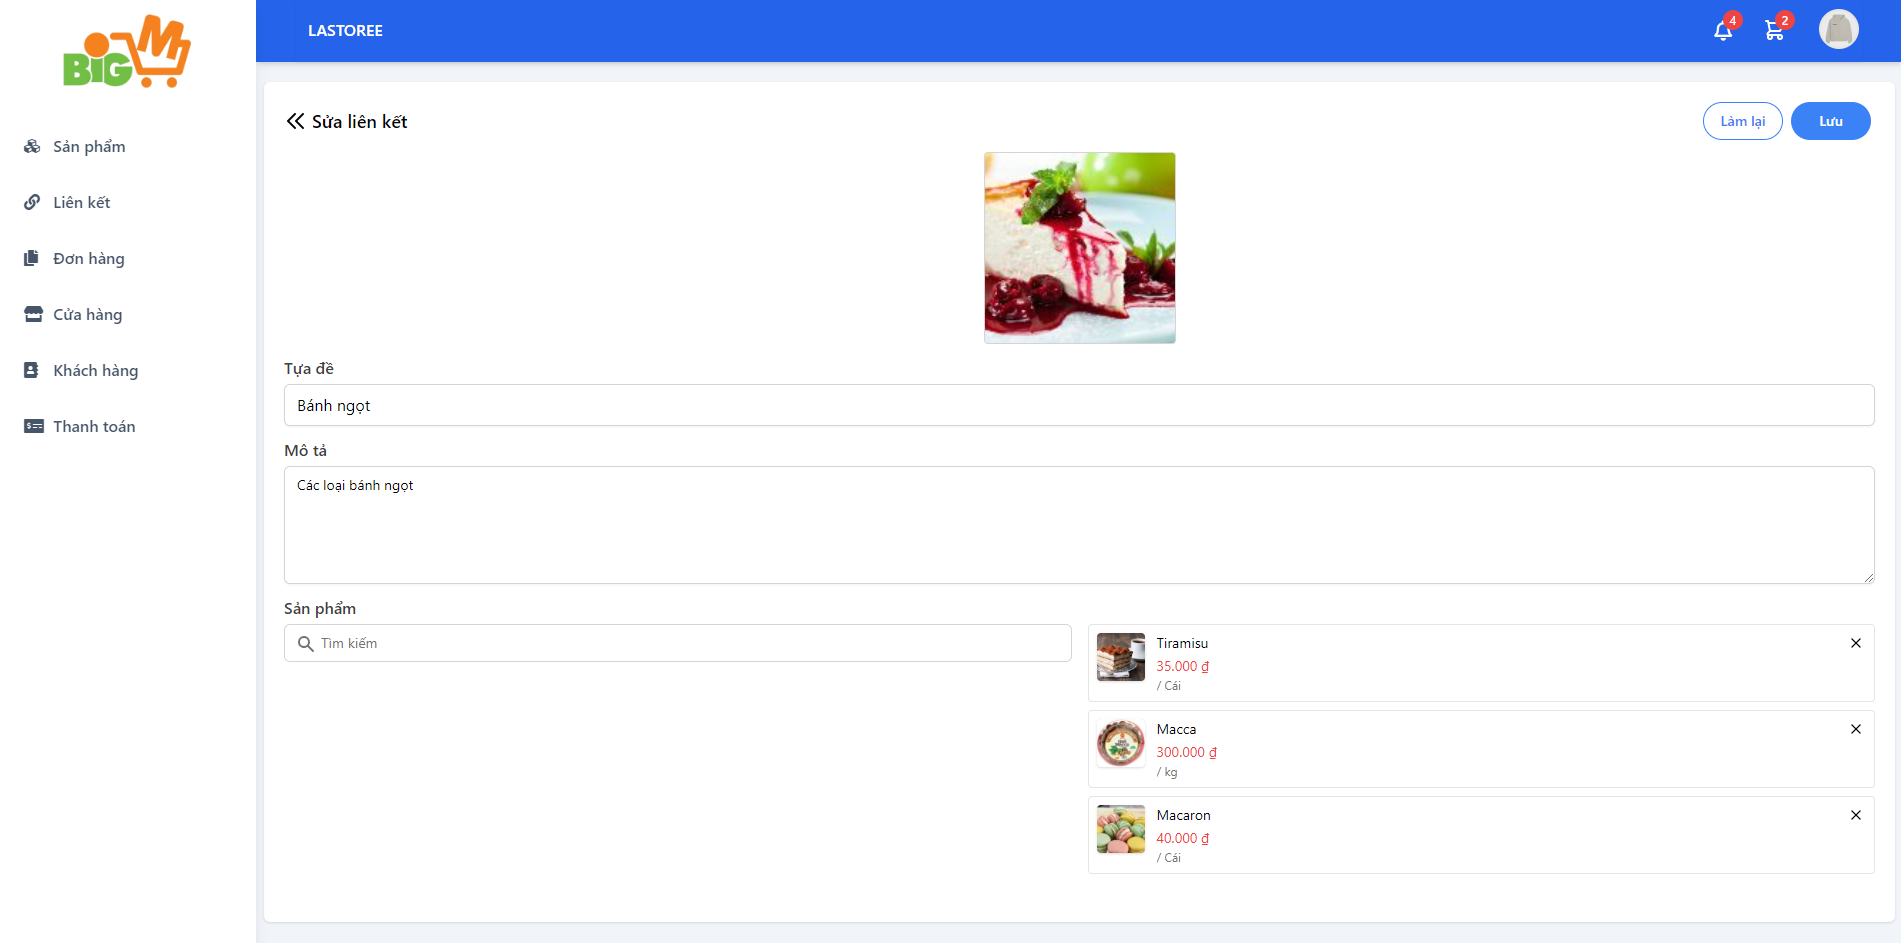 BiG M
LASTOREE
4
2
Sản phẩm
Liên kết
Đơn hàng
Cửa hàng
Khách hàng
Thanh toán
Sửa liên kết
Làm lại
Lưu
Tựa đề
Bánh ngọt
Mô tả
Các loại bánh ngọt
Sản phẩm
Tìm kiếm
Tiramisu
35.000 ₫
/ Cái
Macca
300.000 ₫
/ kg
Macaron
40.000 ₫
/ Cái